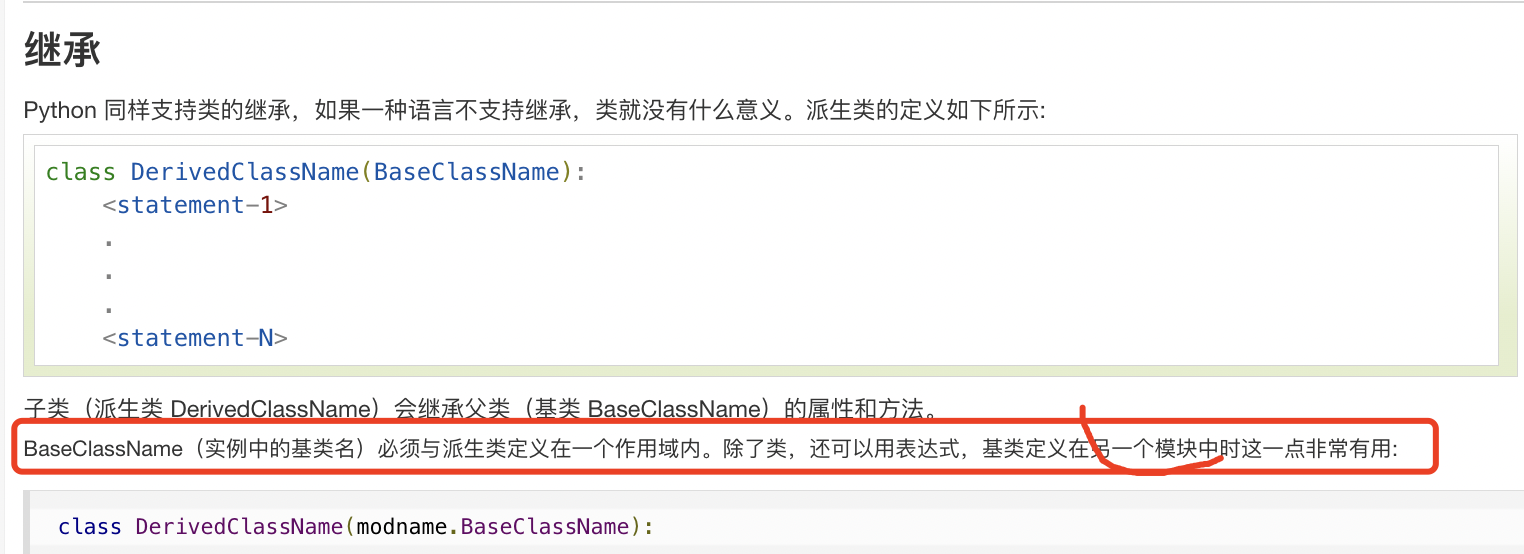 继承
Python 同样支持类的继承，如果一种语言不支持继承，类就没有什么意义。派生类的定义如下所示:
class DerivedClassName(BaseClassName):
<statement-1>
.
.
.
<statement-N>
子类（派生类 DerivedClassName）会继承父类（基类 BaseClassName）的属性和方法。
BaseClassName（实例中的基类名）必须与派生类定义在一个作用域内。除了类，还可以用表达式，基类定义在另一个模块中时这一点非常有用:
class DerivedClassName(modname.BaseClassName):